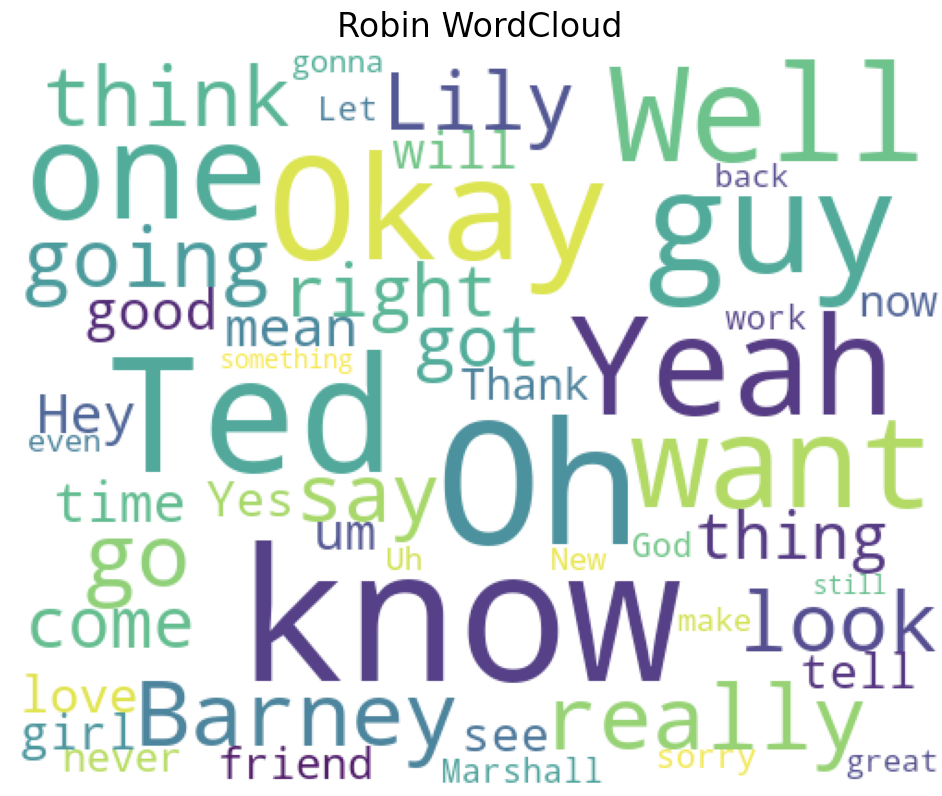 Robin WordCloud
gonna
think Let Lily Well
will
one Okay back
guy
going
good right now
mean got work
something Yeah
Thank
Ted
Hey
even Oh want
time Yes say
um thing
go Uh New God
still
know
come make look
tell
love
girl Barney really
see
never friend Marshall sorry great